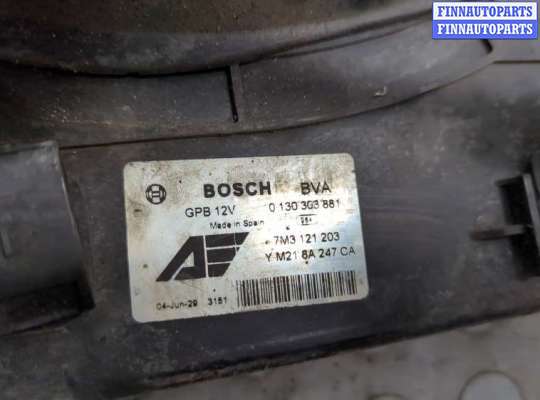 FINNAUTOPARTS
FINNAUTOPARTS
BOSCH BVA
GPB 12V 0 130 303 881
Made in Spain
7M3 121 203
YM21 8A 247 CA
04-Jun-29 3151